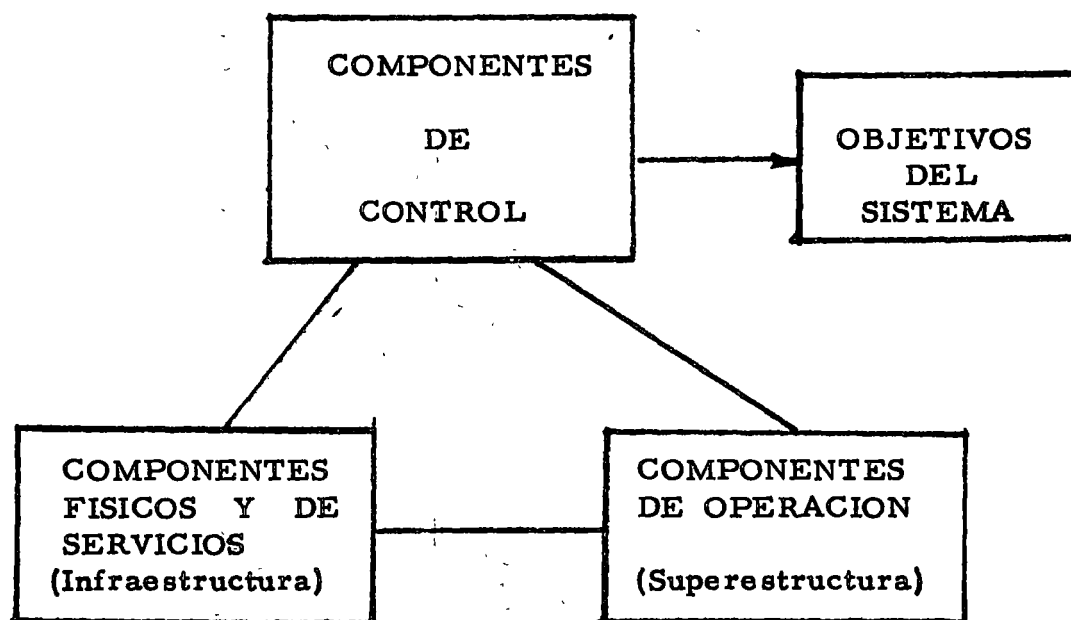 COMPONENTES
DE
CONTROL
OBJETIVOS
DEL
SISTEMA
COMPONENTES
FISICOS Y DE
SERVICIOS
(Infraestructura)
COMPONENTES
DE OPERACION
(Superestructura)